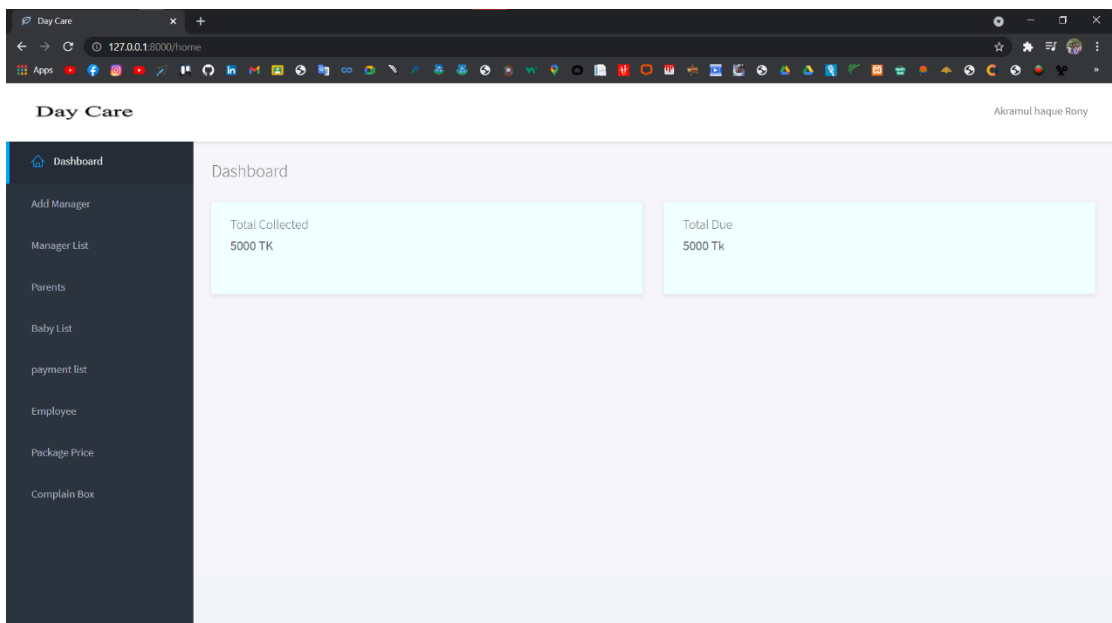 Day Care
127.0.0.1:8000/home
Apps
Day Care
Akramul haque Rony
Dashboard
Add Manager
Manager List
Parents
Baby List
payment list
Employee
Package Price
Complain Box
Dashboard
Total Collected
5000 TK
Total Due
5000 Tk